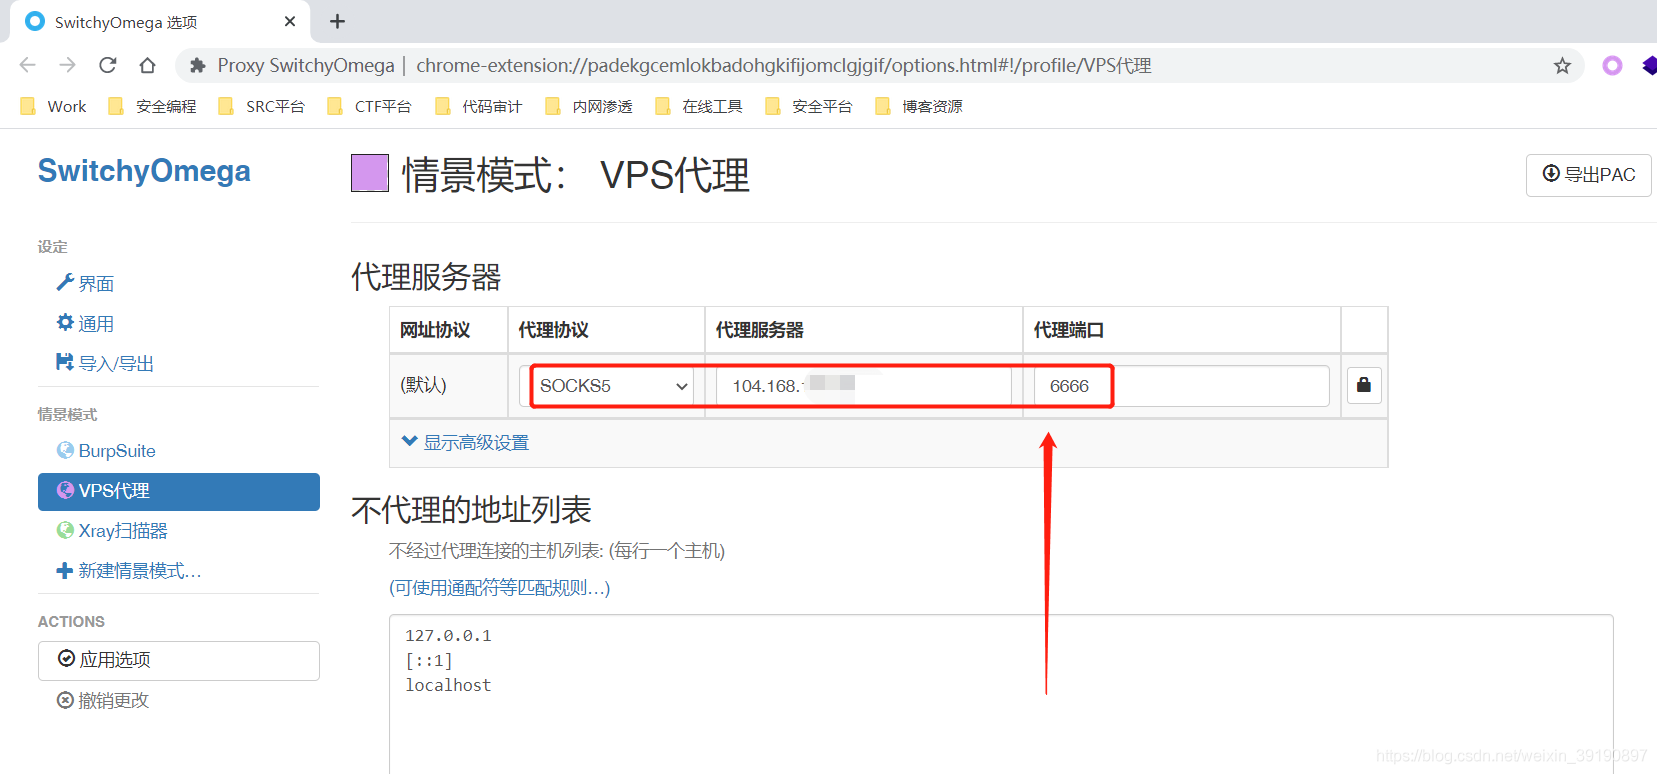 SwitchyOmega 选项
Proxy SwitchyOmega | chrome-extension://padekgcemlokbadohgkifijomclgjgif/options.html#!/profile/VPS代理
Work 安全编程 SRC平台 CTF平台 代码审计 内网渗透 在线工具 安全平台 博客资源
SwitchyOmega
设定
界面
通用
导入/导出
情景模式
BurpSuite
VPS代理
Xray扫描器
新建情景模式...
ACTIONS
应用选项
撤销更改
情景模式： VPS代理
导出PAC
代理服务器
网址协议 代理协议 代理服务器 代理端口
(默认) SOCKS5 104.168. 6666
显示高级设置
不代理的地址列表
不经过代理连接的主机列表: (每行一个主机)
(可使用通配符等匹配规则...)
127.0.0.1
[::1]
localhost
https://blog.csdn.net/weixin_39190897